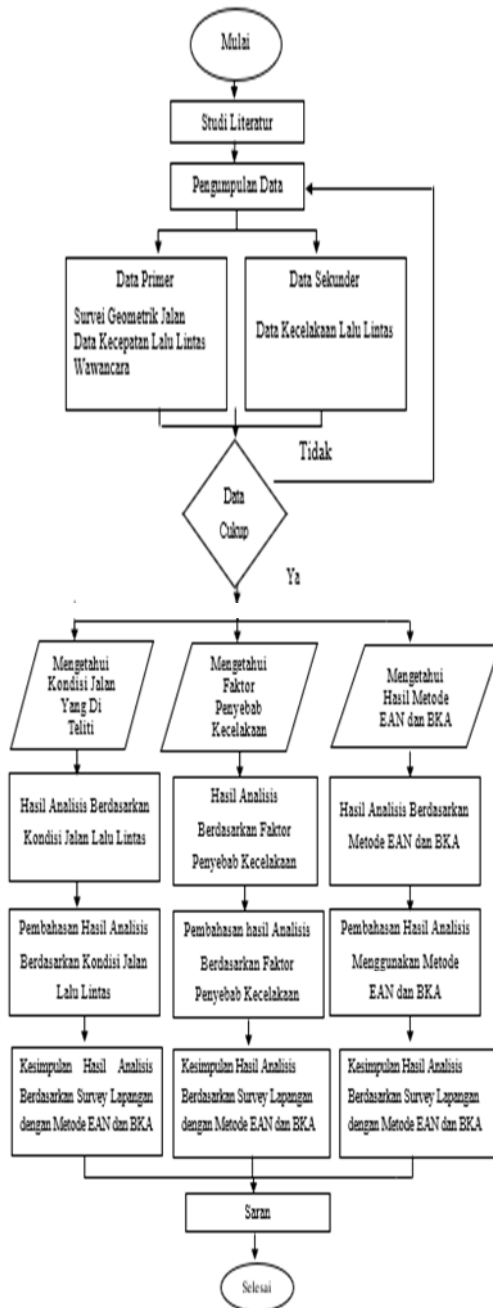 Mulai
Studi Literatur
Pengumpulan Data
Data Primer
Survei Geometrik Jalan
Data Kecepatan Lalu Lintas
Wawancara
Data Sekunder
Data Kecelakaan Lalu Lintas
Tidak
Data
Cukup
Ya
Mengetahui
Kondisi Jalan
Yang Di
Teliti
Mengetahui
Faktor
Penyebab
Kecelakaan
Mengetahui
Hasil Metode
EAN dan BKA
Hasil Analisis Berdasarkan
Kondisi Jalan Lalu Lintas
Hasil Analisis
Berdasarkan Faktor
Penyebab Kecelakaan
Hasil Analisis Berdasarkan
Metode EAN dan BKA
Pembahasan Hasil Analisis
Berdasarkan Kondisi Jalan
Lalu Lintas
Pembahasan hasil Analisis
Berdasarkan Faktor
Penyebab Kecelakaan
Pembahasan Hasil Analisis
Menggunakan Metode
EAN dan BKA
Kesimpulan Hasil Analisis
Berdasarkan Survey Lapangan
dengan Metode EAN dan BKA
Kesimpulan Hasil Analisis
Berdasarkan Survey Lapangan
dengan Metode EAN dan BKA
Kesimpulan Hasil Analisis
Berdasarkan Survey Lapangan
dengan Metode EAN dan BKA
Saran
Selesai